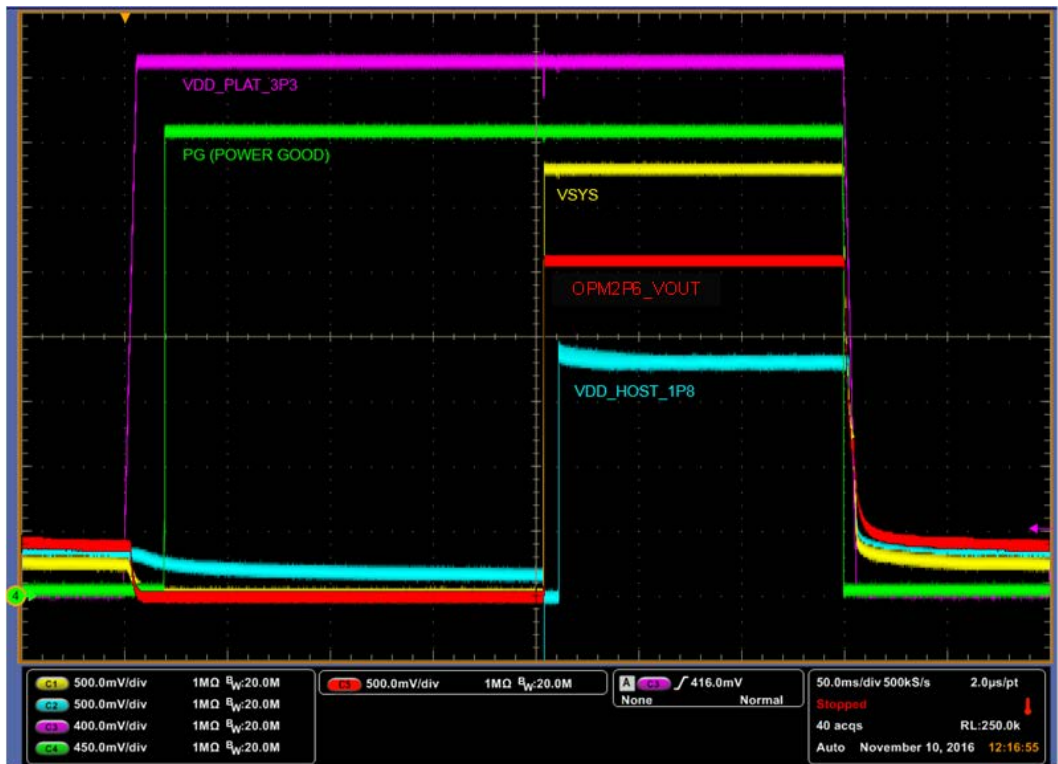 VDD_PLAT_3P3
PG (POWER GOOD)
VSYS
OPM2P6_VOUT
VDD_HOST_1P8
4
C1 500.0mV/div 1MΩ BW:20.0M
C2 500.0mV/div 1MΩ BW:20.0M
C3 400.0mV/div 1MΩ BW:20.0M
C4 450.0mV/div 1MΩ BW:20.0M
C5 500.0mV/div 1MΩ BW:20.0M
A C3 416.0mV
None Normal
50.0ms/div 500kS/s 2.0µs/pt
Stopped
40 acqs RL:250.0k
Auto November 10, 2016 12:16:55